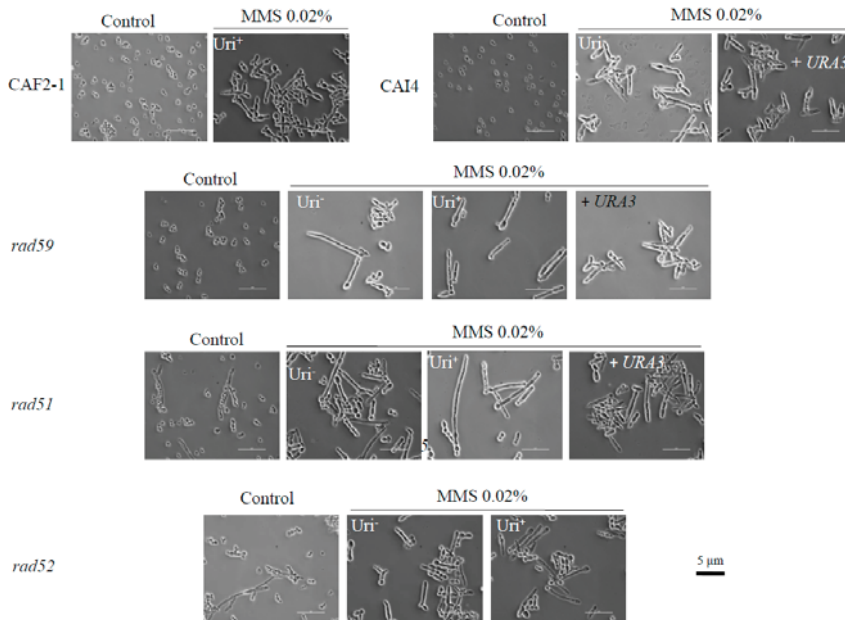 Control
MMS 0.02%
CAF2-1
Uri+
Control
MMS 0.02%
CAI4
Uri-
+ URA3
Control
MMS 0.02%
rad59
Uri-
Uri+
+ URA3
Control
MMS 0.02%
rad51
Uri-
Uri+
+ URA3
5
Control
MMS 0.02%
rad52
Uri-
Uri+
5 µm